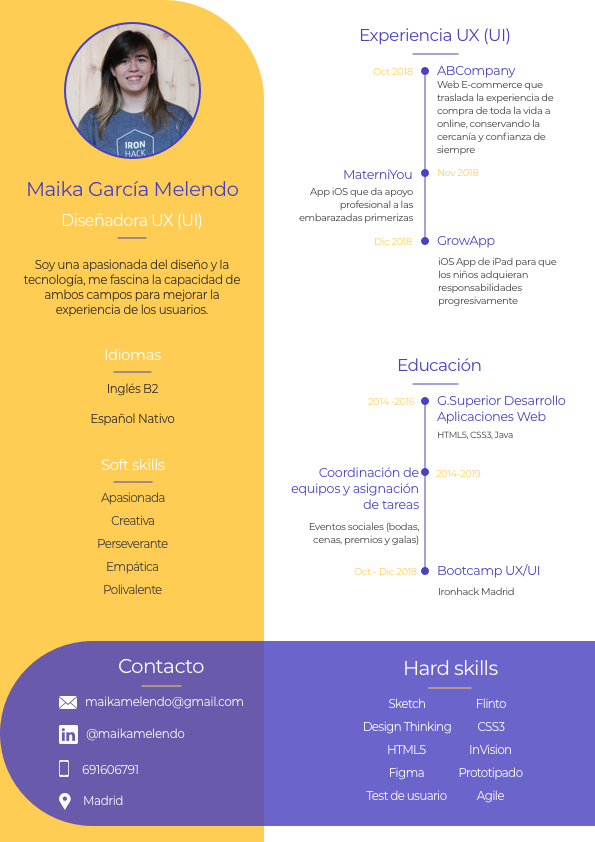 IRON
HACK
Maika García Melendo
Diseñadora UX (UI)
Soy una apasionada del diseño y la
tecnología, me fascina la capacidad de
ambos campos para mejorar la
experiencia de los usuarios.
Idiomas
Inglés B2
Español Nativo
Soft skills
Apasionada
Creativa
Perseverante
Empática
Polivalente
Experiencia UX (UI)
Oct 2018
ABCompany
Web E-commerce que
traslada la experiencia de
compra de toda la vida a
online, conservando la
cercanía y confianza de
siempre
MaterniYou
Nov 2018
App iOS que da apoyo
profesional a las
embarazadas primerizas
Dic 2018
GrowApp
iOS App de iPad para que
los niños adquieran
responsabilidades
progresivamente
Educación
2014 -2016
G.Superior Desarrollo
Aplicaciones Web
HTML5, CSS3, Java
Coordinación de
equipos y asignación
de tareas
2014-2019
Eventos sociales (bodas,
cenas, premios y galas)
Oct - Dic 2018
Bootcamp UX/UI
Ironhack Madrid
Contacto
maikamelendo@gmail.com
in
@maikamelendo
691606791
Madrid
Hard skills
Sketch
Flinto
Design Thinking
CSS3
HTML5
InVision
Figma
Prototipado
Test de usuario
Agile